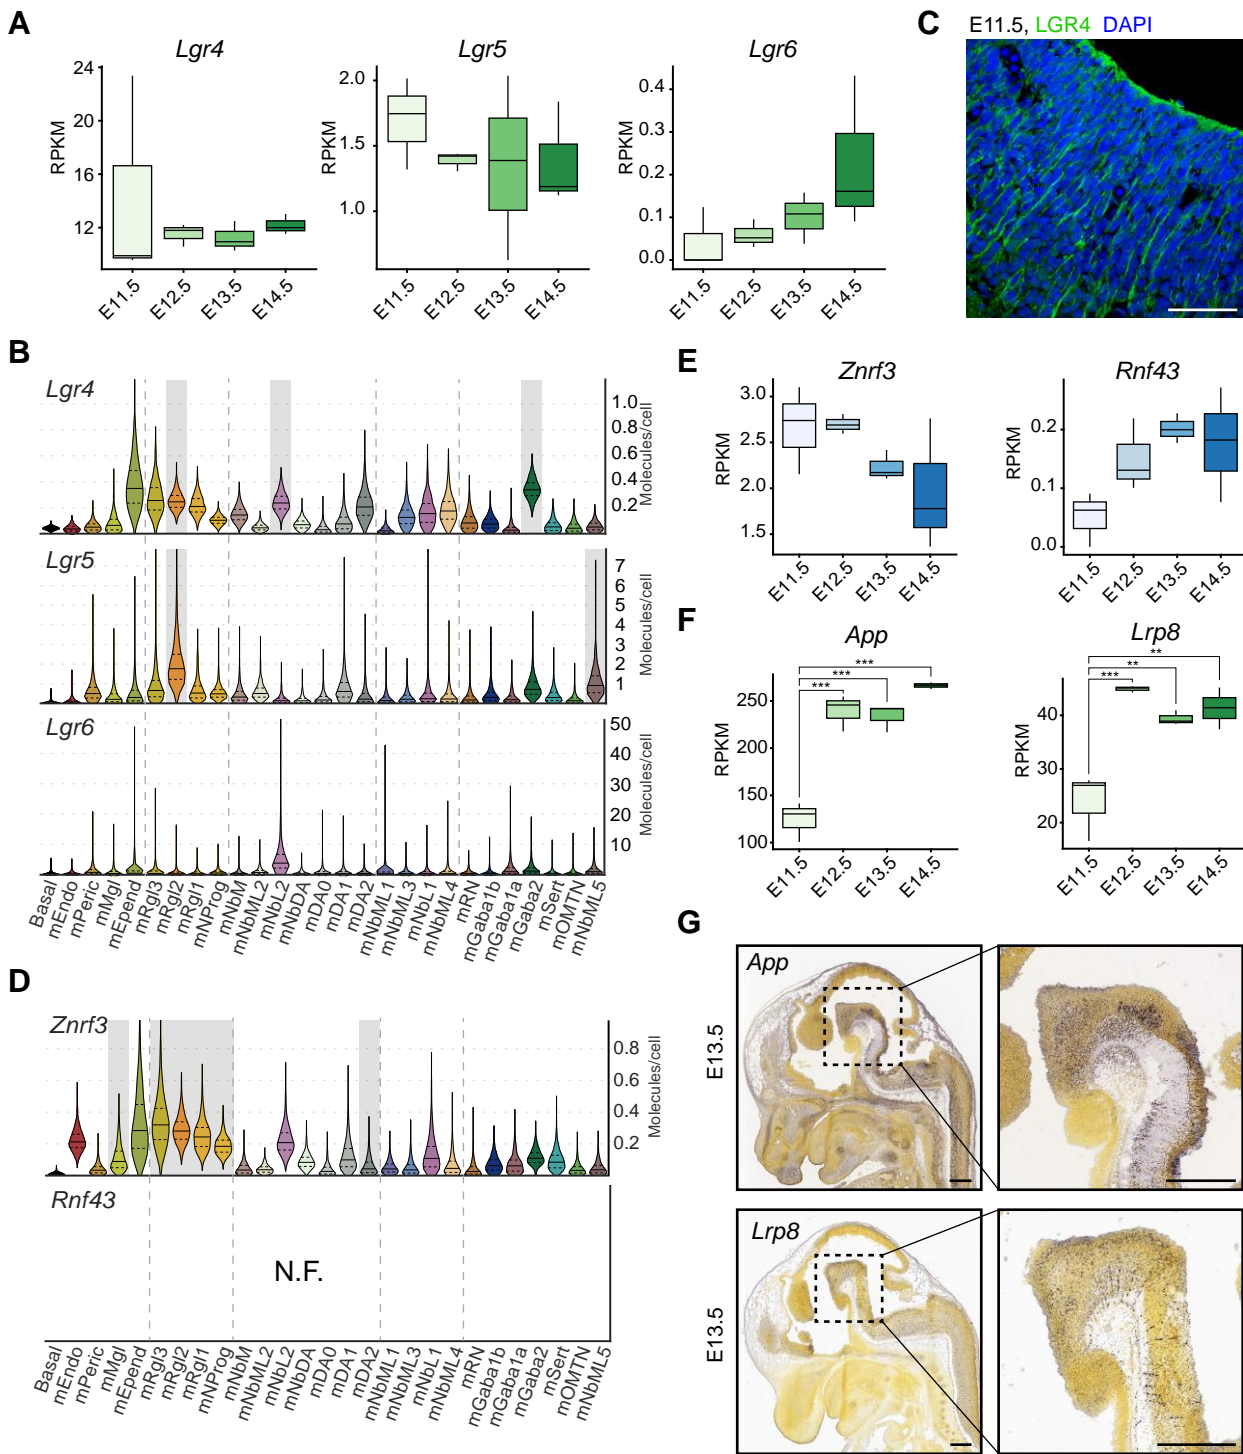 A
Lgr4
RPKM
24
20
16
12
E11.5
E12.5
E13.5
E14.5
Lgr5
RPKM
2.0
1.5
1.0
E11.5
E12.5
E13.5
E14.5
Lgr6
RPKM
0.4
0.3
0.2
0.1
0.0
E11.5
E12.5
E13.5
E14.5
C
E11.5, LGR4 DAPI
B
Lgr4
1.0
0.8
0.6
0.4
0.2
Molecules/cell
Lgr5
7
6
5
4
3
2
1
Molecules/cell
Lgr6
50
40
30
20
10
Molecules/cell
Basal
mEndo
mPeric
mMgl
mEpend
mRgl3
mRgl2
mRgl1
mNProg
mNbM
mNbML2
mNbL2
mNbDA
mDA0
mDA1
mDA2
mNbML1
mNbML3
mNbL1
mNbML4
mRN
mGaba1b
mGaba1a
mGaba2
mSert
mOMTN
mNbML5
D
Znrf3
0.8
0.6
0.4
0.2
Molecules/cell
Rnf43
N.F.
Basal
mEndo
mPeric
mMgl
mEpend
mRgl3
mRgl2
mRgl1
mNProg
mNbM
mNbML2
mNbL2
mNbDA
mDA0
mDA1
mDA2
mNbML1
mNbML3
mNbL1
mNbML4
mRN
mGaba1b
mGaba1a
mGaba2
mSert
mOMTN
mNbML5
E
Znrf3
RPKM
3.0
2.5
2.0
1.5
E11.5
E12.5
E13.5
E14.5
Rnf43
RPKM
0.2
0.1
0.0
E11.5
E12.5
E13.5
E14.5
F
App
RPKM
250
200
150
100
***
***
***
E11.5
E12.5
E13.5
E14.5
Lrp8
RPKM
40
30
20
**
**
***
E11.5
E12.5
E13.5
E14.5
G
E13.5
App
E13.5
Lrp8